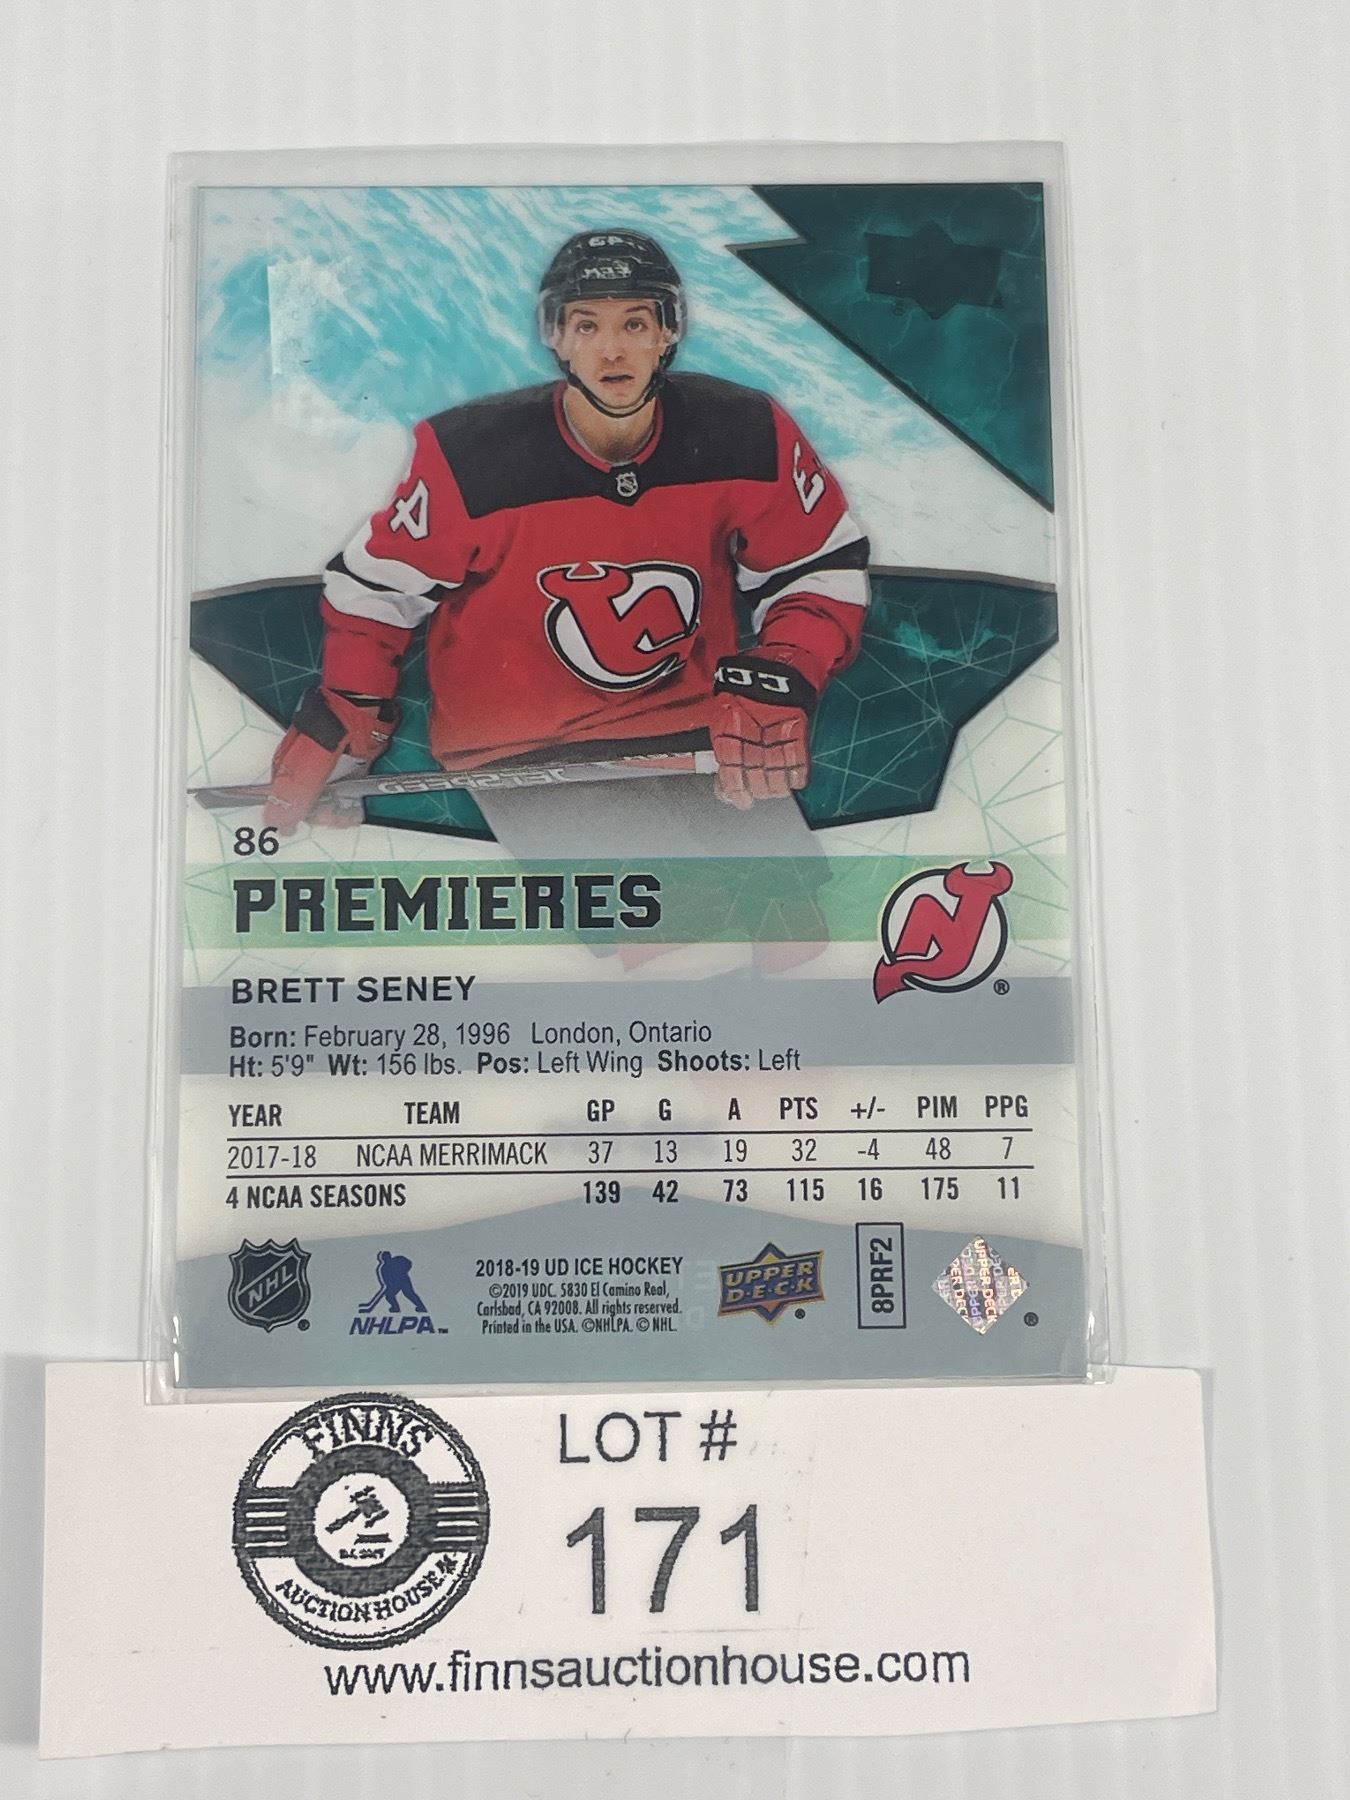 86
PREMIERES
BRETT SENEY
Born: February 28, 1996 London, Ontario
Ht: 5'9" Wt: 156 lbs. Pos: Left Wing Shoots: Left
YEAR TEAM GP G A PTS +/- PIM PPG
2017-18 NCAA MERRIMACK 37 13 19 32 -4 48 7
4 NCAA SEASONS 139 42 73 115 16 175 11
NHL ®
NHLPA™
2018-19 UD ICE HOCKEY
©2019 UDC. 5830 El Camino Real,
Carlsbad, CA 92008. All rights reserved.
Printed in the USA. ©NHLPA. © NHL.
UPPER
D·E·C·K
®
8PRF2
UPPER DECK
®
FINNS
AUCTION HOUSE
LOT #
171
www.finnsauctionhouse.com